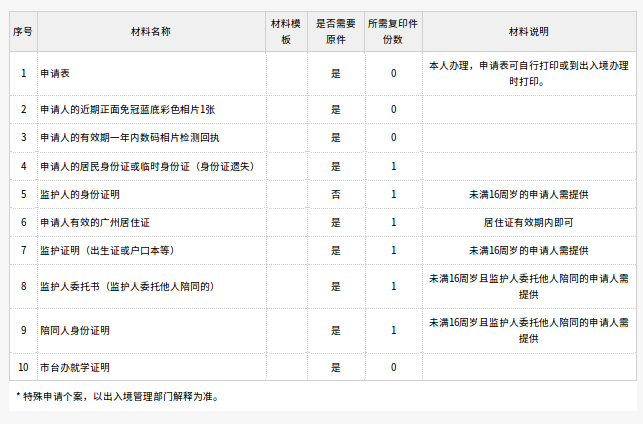 序号 材料名称 材料模板 是否需要原件 所需复印件份数 材料说明
1 申请表 是 0 本人办理，申请表可自行打印或到出入境办理时打印。
2 申请人的近期正面免冠蓝底彩色相片1张 是 0
3 申请人的有效期一年内数码相片检测回执 是 0
4 申请人的居民身份证或临时身份证（身份证遗失） 是 1
5 监护人的身份证明 否 1 未满16周岁的申请人需提供
6 申请人有效的广州居住证 是 1 居住证有效期内即可
7 监护证明（出生证或户口本等） 是 1 未满16周岁的申请人需提供
8 监护人委托书（监护人委托他人陪同的） 是 1 未满16周岁且监护人委托他人陪同的申请人需提供
9 陪同人身份证明 是 1 未满16周岁且监护人委托他人陪同的申请人需提供
10 市台办就学证明 是 0
* 特殊申请个案，以出入境管理部门解释为准。